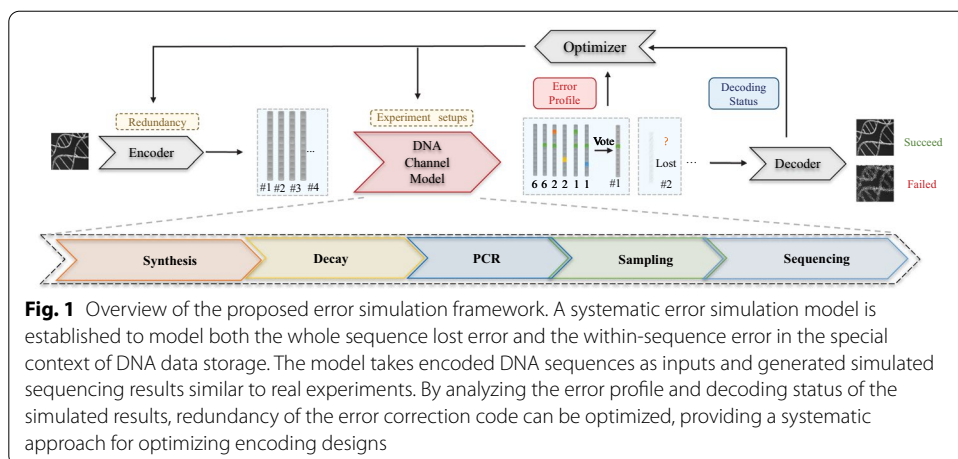 Optimizer
Redundancy
Experiment setups
Error
Profile
Decoding
Status
Encoder
...
#1 #2 #3 #4
DNA
Channel
Model
Vote
6 6 2 2 1 1 #1
?
Lost
#2
...
Decoder
Succeed
Failed
Synthesis Decay PCR Sampling Sequencing
Fig. 1 Overview of the proposed error simulation framework. A systematic error simulation model is
established to model both the whole sequence lost error and the within-sequence error in the special
context of DNA data storage. The model takes encoded DNA sequences as inputs and generated simulated
sequencing results similar to real experiments. By analyzing the error profile and decoding status of the
simulated results, redundancy of the error correction code can be optimized, providing a systematic
approach for optimizing encoding designs